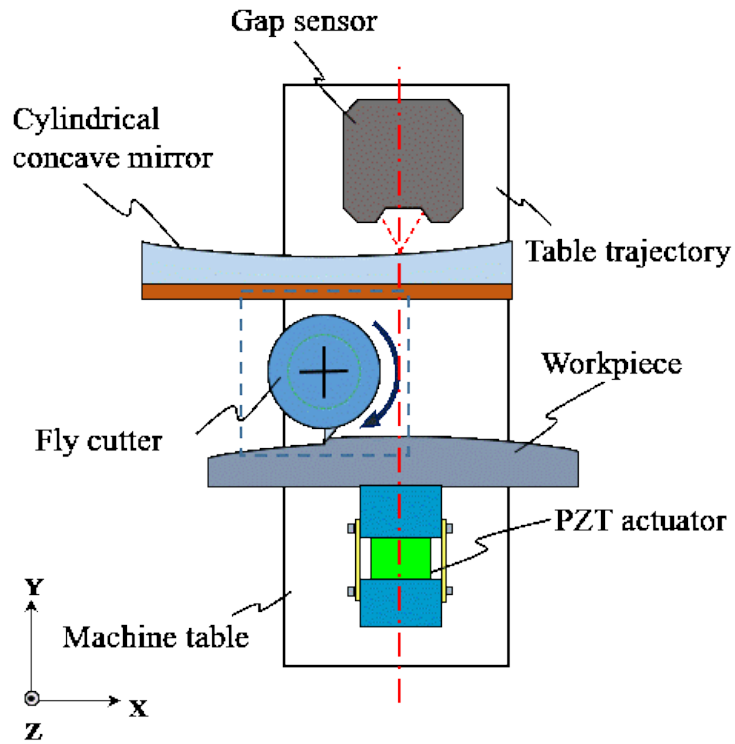 Gap sensor
Cylindrical
concave mirror
Table trajectory
Workpiece
Fly cutter
PZT actuator
Machine table
Y
X
Z